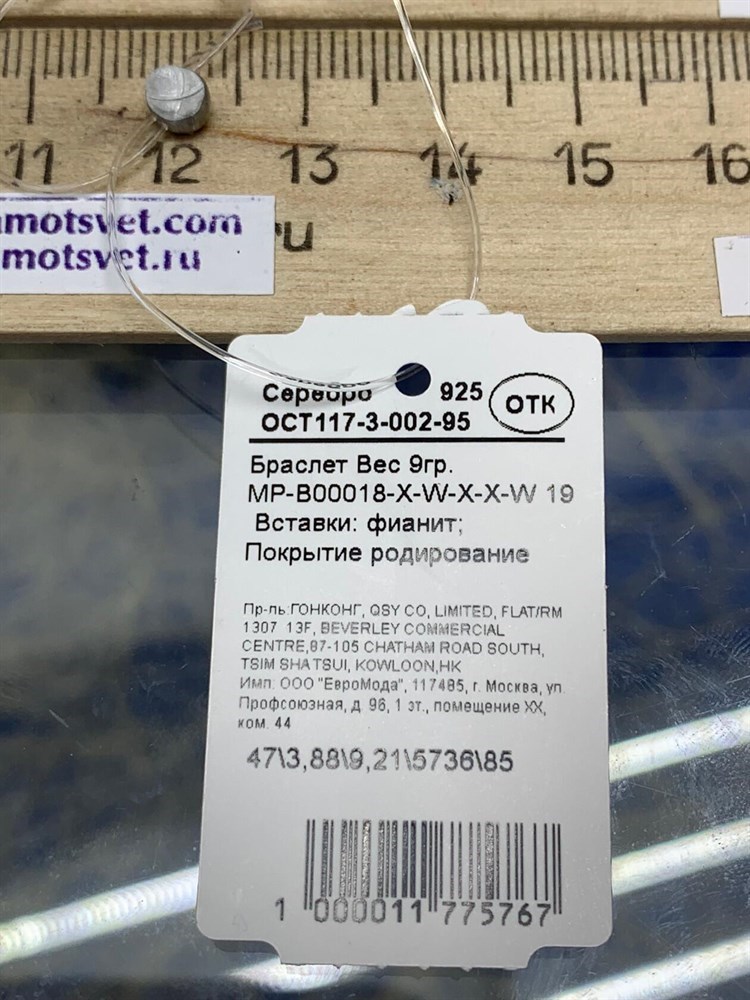 11 12 13 14 15 16
motsvet.com
motsvet.ru
ru
Серебро 925
ОТК
ОСТ117-3-002-95
Браслет Вес 9гр.
MP-B00018-X-W-X-X-W 19
Вставки: фианит;
Покрытие родирование
Пр-ль:ГОНКОНГ, QSY CO, LIMITED, FLAT/RM
1307 13F, BEVERLEY COMMERCIAL
CENTRE,87-105 CHATHAM ROAD SOUTH,
TSIM SHA TSUI, KOWLOON,HK
Имп: ООО "ЕвроМода", 117485, г. Москва, ул.
Профсоюзная, д. 96, 1 эт., помещение XX,
ком. 44
47\3,88\9,21\5736\85
1 000011 775767